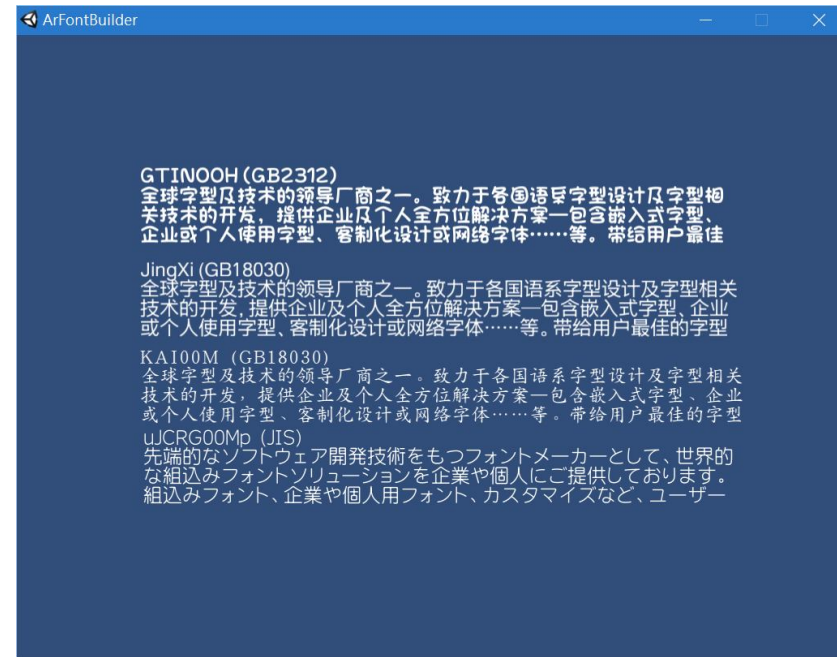 ArFontBuilder
GTINOOH (GB2312)
全球字型及技术的领导厂商之一。致力于各国语系字型设计及字型相
关技术的开发，提供企业及个人全方位解决方案—包含嵌入式字型、
企业或个人使用字型、客制化设计或网络字体……等。带给用户最佳
JingXi (GB18030)
全球字型及技术的领导厂商之一。致力于各国语系字型设计及字型相关
技术的开发，提供企业及个人全方位解决方案—包含嵌入式字型、企业
或个人使用字型、客制化设计或网络字体……等。带给用户最佳的字型
KAI00M (GB18030)
全球字型及技术的领导厂商之一。致力于各国语系字型设计及字型相关
技术的开发，提供企业及个人全方位解决方案—包含嵌入式字型、企业
或个人使用字型、客制化设计或网络字体……等。带给用户最佳的字型
uJCRG00Mp (JIS)
先端的なソフトウェア開発技術をもつフォントメーカーとして、世界的
な組込みフォントソリューションを企業や個人にご提供しております。
組込みフォント、企業や個人用フォント、カスタマイズなど、ユーザー